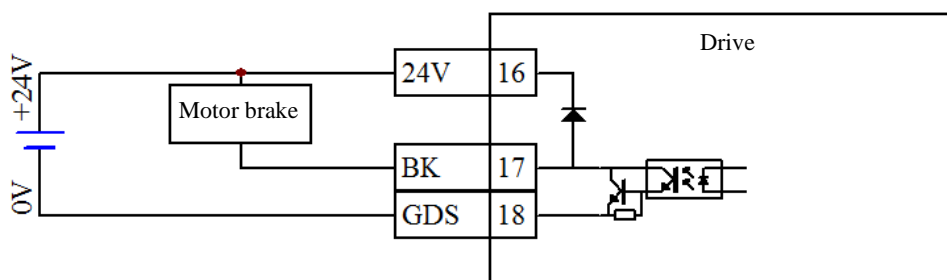 Drive
+24V
24V 16
Motor brake
BK 17
0V
GDS 18